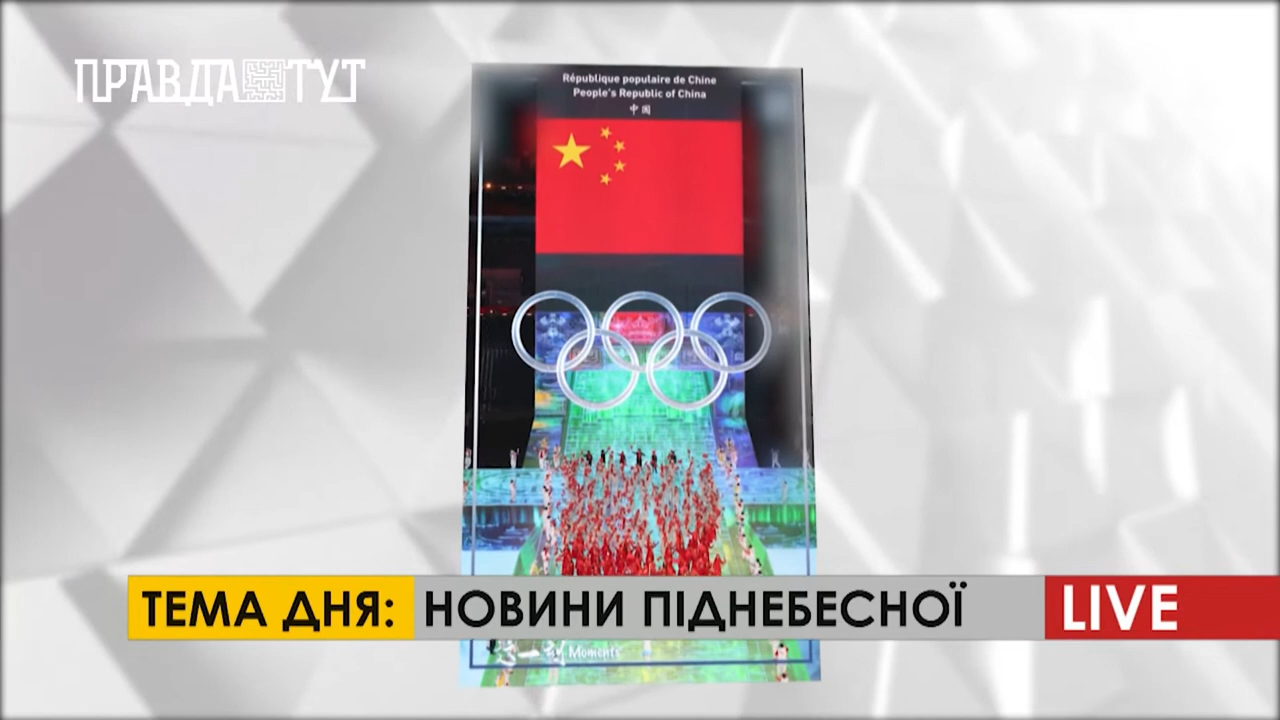 ПРАВДА ТУТ
République populaire de Chine
People's Republic of China
中国
ТЕМА ДНЯ: НОВИНИ ПІДНЕБЕСНОЇ LIVE
Moments